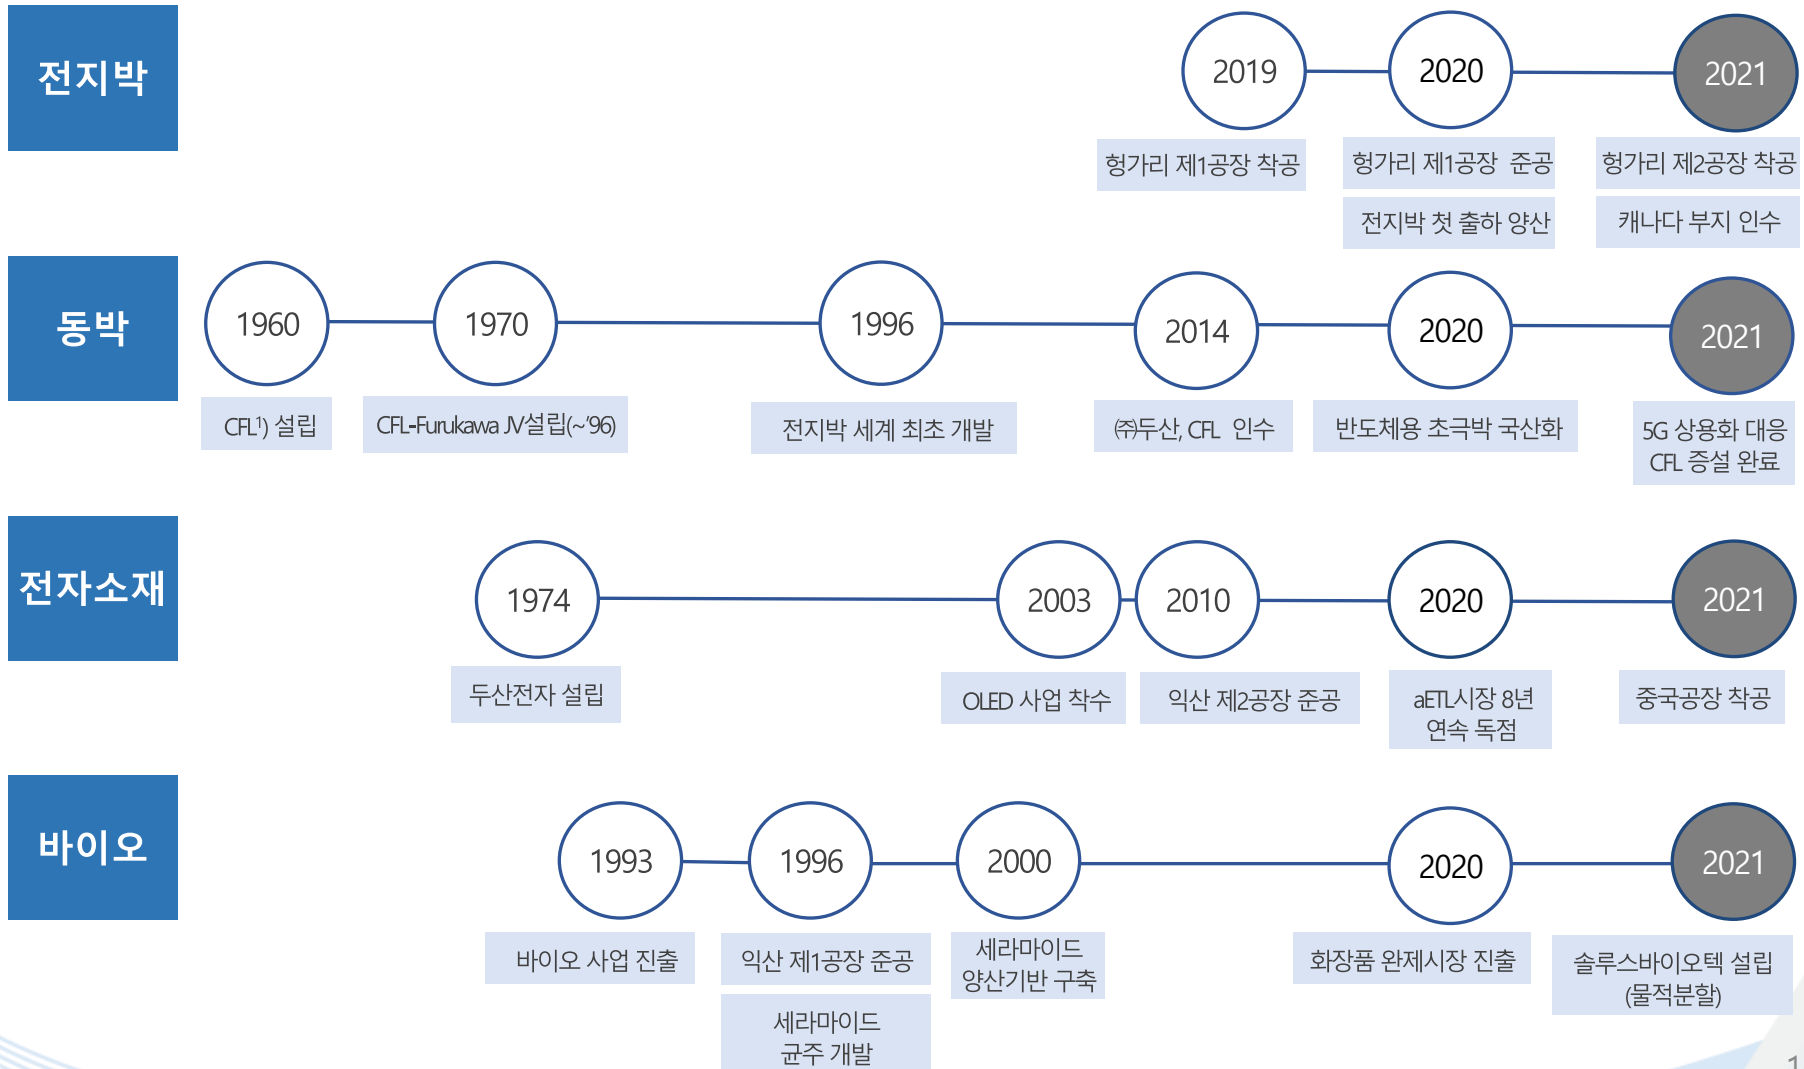 전지박
2019
2020
2021
헝가리 제1공장 착공
헝가리 제1공장 준공
헝가리 제2공장 착공
전지박 첫 출하 양산
캐나다 부지 인수
동박
1960
1970
1996
2014
2020
2021
CFL¹) 설립
CFL-Furukawa JV설립(~'96)
전지박 세계 최초 개발
㈜두산, CFL 인수
반도체용 초극박 국산화
5G 상용화 대응
CFL 증설 완료
전자소재
1974
2003
2010
2020
2021
두산전자 설립
OLED 사업 착수
익산 제2공장 준공
aETL시장 8년
연속 독점
중국공장 착공
바이오
1993
1996
2000
2020
2021
바이오 사업 진출
익산 제1공장 준공
세라마이드
균주 개발
세라마이드
양산기반 구축
화장품 완제시장 진출
솔루스바이오텍 설립
(물적분할)
1